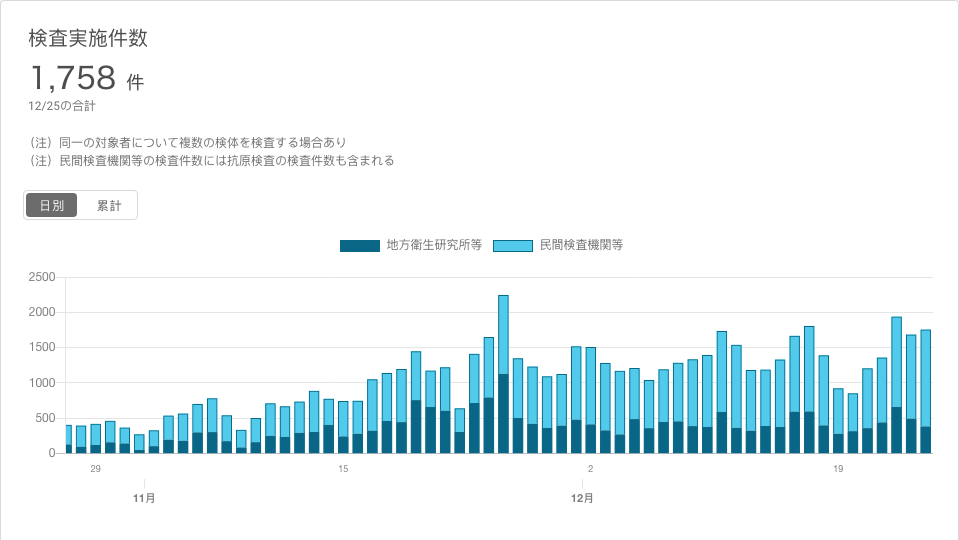 検査実施件数
1,758 件
12/25の合計
（注）同一の対象者について複数の検体を検査する場合あり
（注）民間検査機関等の検査件数には抗原検査の検査件数も含まれる
日別 累計
地方衛生研究所等 民間検査機関等
2500
2000
1500
1000
500
0
29 15 2 19
11月 12月